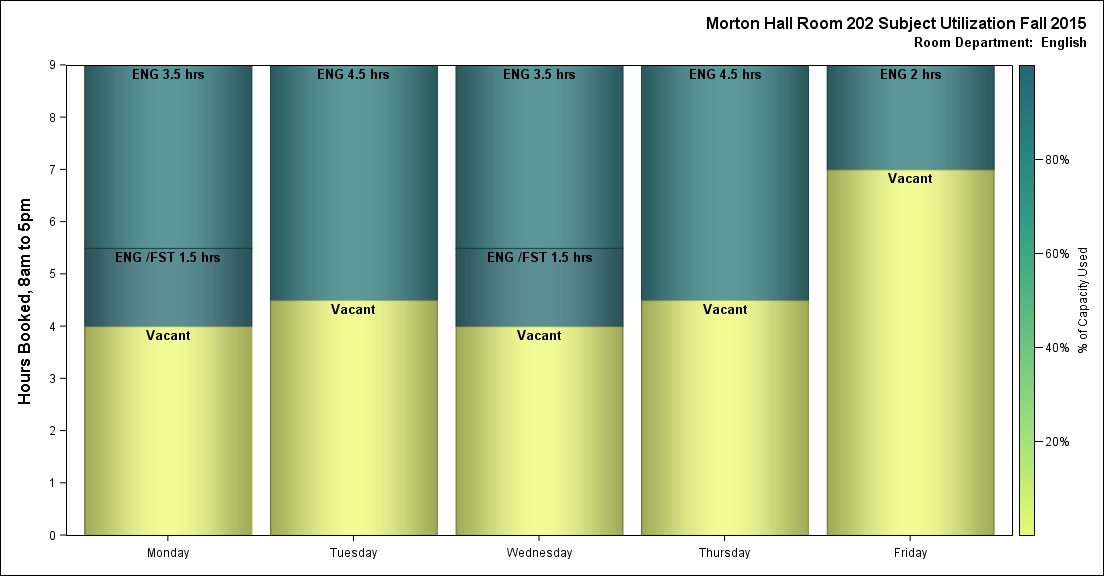 Morton Hall Room 202 Subject Utilization Fall 2015
Room Department:  English
Hours Booked, 8am to 5pm
9
8
7
6
5
4
3
2
1
0
ENG 3.5 hrs
ENG /FST 1.5 hrs
Vacant
ENG 4.5 hrs
Vacant
ENG 3.5 hrs
ENG /FST 1.5 hrs
Vacant
ENG 4.5 hrs
Vacant
ENG 2 hrs
Vacant
Monday
Tuesday
Wednesday
Thursday
Friday
80%
60%
40%
20%
% of Capacity Used